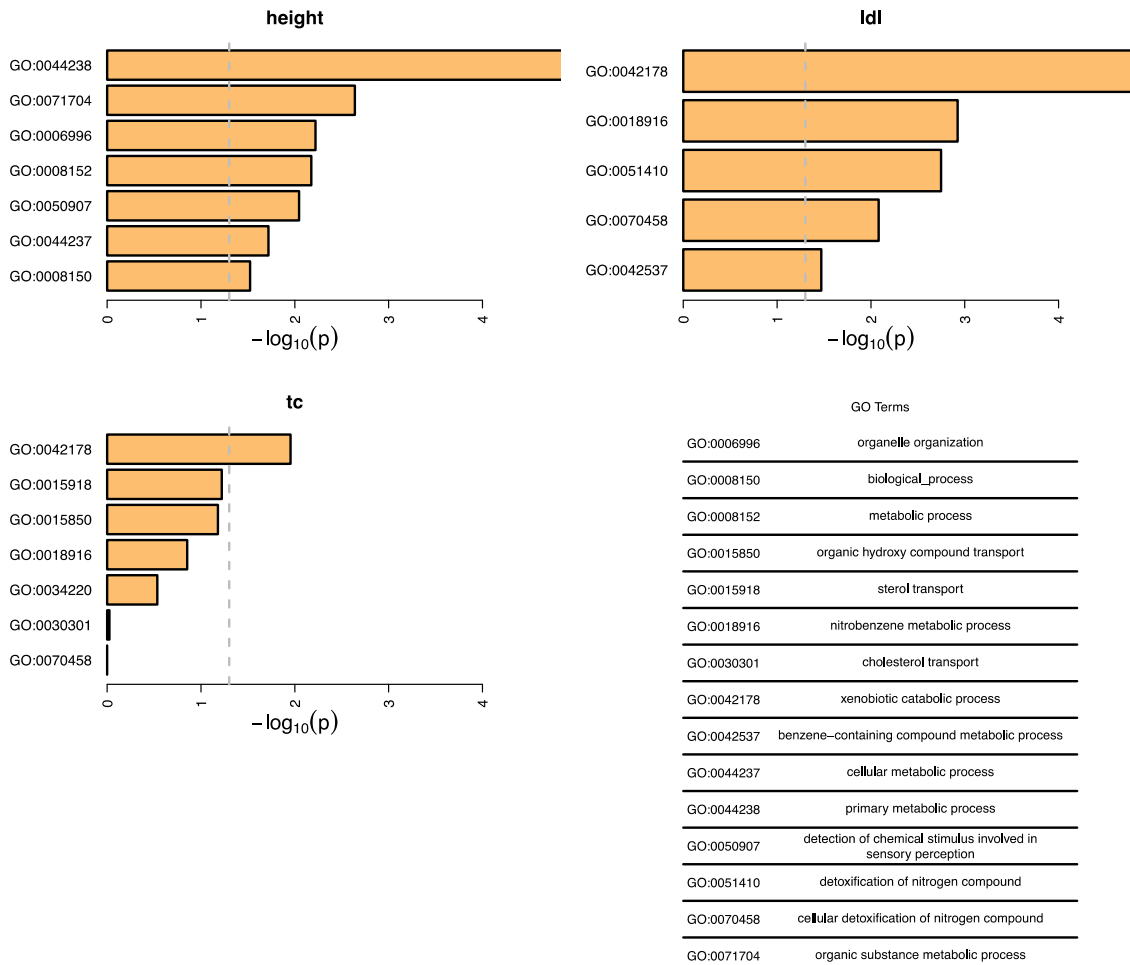 height
GO:0044238
GO:0071704
GO:0006996
GO:0008152
GO:0050907
GO:0044237
GO:0008150
0 1 2 3 4
−log10(p)
ldl
GO:0042178
GO:0018916
GO:0051410
GO:0070458
GO:0042537
0 1 2 3 4
−log10(p)
tc
GO:0042178
GO:0015918
GO:0015850
GO:0018916
GO:0034220
GO:0030301
GO:0070458
0 1 2 3 4
−log10(p)
GO Terms
GO:0006996 organelle organization
GO:0008150 biological_process
GO:0008152 metabolic process
GO:0015850 organic hydroxy compound transport
GO:0015918 sterol transport
GO:0018916 nitrobenzene metabolic process
GO:0030301 cholesterol transport
GO:0042178 xenobiotic catabolic process
GO:0042537 benzene−containing compound metabolic process
GO:0044237 cellular metabolic process
GO:0044238 primary metabolic process
GO:0050907 detection of chemical stimulus involved in
sensory perception
GO:0051410 detoxification of nitrogen compound
GO:0070458 cellular detoxification of nitrogen compound
GO:0071704 organic substance metabolic process